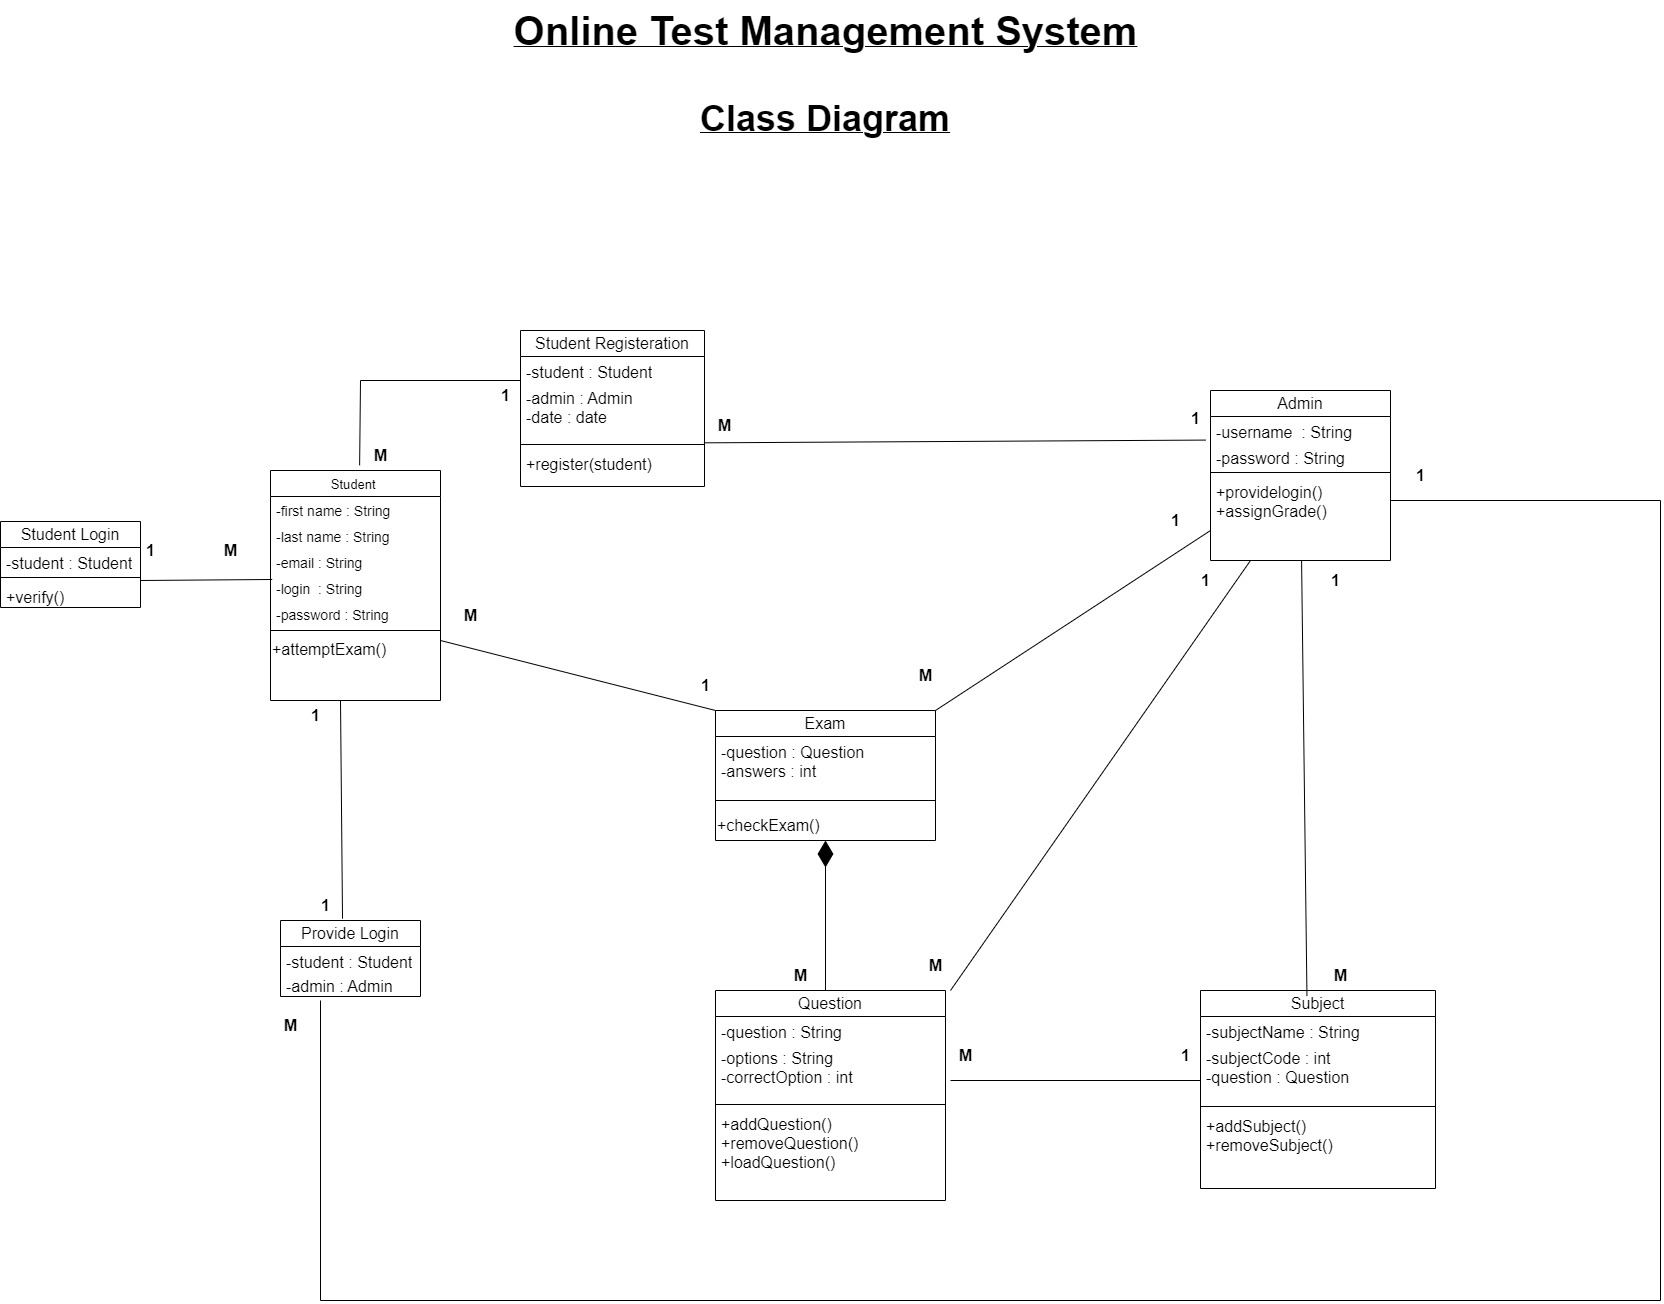 Online Test Management System
Class Diagram
Student Registeration
-student : Student
-admin : Admin
-date : date
+register(student)
1
M
M
1
Admin
-username  : String
-password : String
+providelogin()
+assignGrade()
1
1
1
1
Student
-first name : String
-last name : String
-email : String
-login  : String
-password : String
+attemptExam()
Student Login
-student : Student
+verify()
1
M
M
1
M
Exam
-question : Question
-answers : int
+checkExam()
1
1
Provide Login
-student : Student
-admin : Admin
M
M
M
Question
-question : String
-options : String
-correctOption : int
+addQuestion()
+removeQuestion()
+loadQuestion()
M
1
M
Subject
-subjectName : String
-subjectCode : int
-question : Question
+addSubject()
+removeSubject()